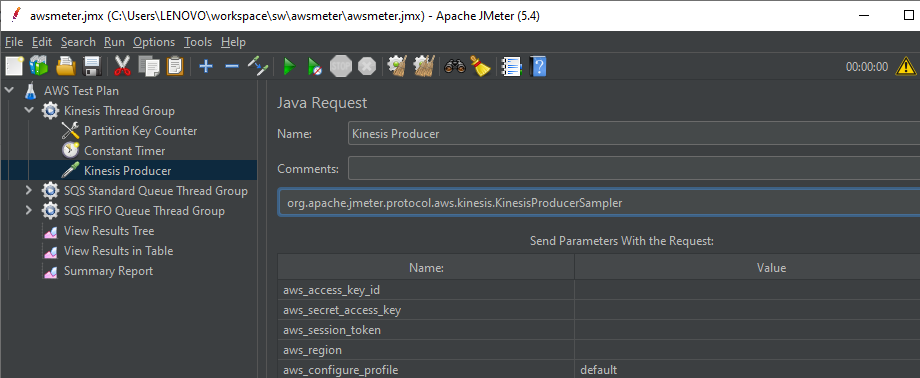 awsmeter.jmx (C:\Users\LENOVO\workspace\sw\awsmeter\awsmeter.jmx) - Apache JMeter (5.4)
File Edit Search Run Options Tools Help
00:00:00
AWS Test Plan
Kinesis Thread Group
Partition Key Counter
Constant Timer
Kinesis Producer
SQS Standard Queue Thread Group
SQS FIFO Queue Thread Group
View Results Tree
View Results in Table
Summary Report
Java Request
Name: Kinesis Producer
Comments:
org.apache.jmeter.protocol.aws.kinesis.KinesisProducerSampler
Send Parameters With the Request:
Name: Value
aws_access_key_id
aws_secret_access_key
aws_session_token
aws_region
aws_configure_profile default